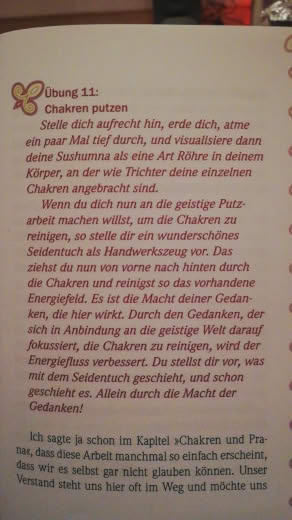 Übung 11:
Chakren putzen
Stelle dich aufrecht hin, erde dich, atme
ein paar Mal tief durch, und visualisiere dann
deine Sushumna als eine Art Röhre in deinem
Körper, an der wie Trichter deine einzelnen
Chakren angebracht sind.
Wenn du dich nun an die geistige Putz-
arbeit machen willst, um die Chakren zu
reinigen, so stelle dir ein wunderschönes
Seidentuch als Handwerkszeug vor. Das
ziehst du nun von vorne nach hinten durch
die Chakren und reinigst so das vorhandene
Energiefeld. Es ist die Macht deiner Gedan-
ken, die hier wirkt. Durch den Gedanken, der
sich in Anbindung an die geistige Welt darauf
fokussiert, die Chakren zu reinigen, wird der
Energiefluss verbessert. Du stellst dir vor, was
mit dem Seidentuch geschieht, und schon
geschieht es. Allein durch die Macht der
Gedanken!
Ich sagte ja schon im Kapitel »Chakren und Pra-
na«, dass diese Arbeit manchmal so einfach erscheint,
dass wir es selbst gar nicht glauben können. Unser
Verstand steht uns hier oft im Weg und möchte uns